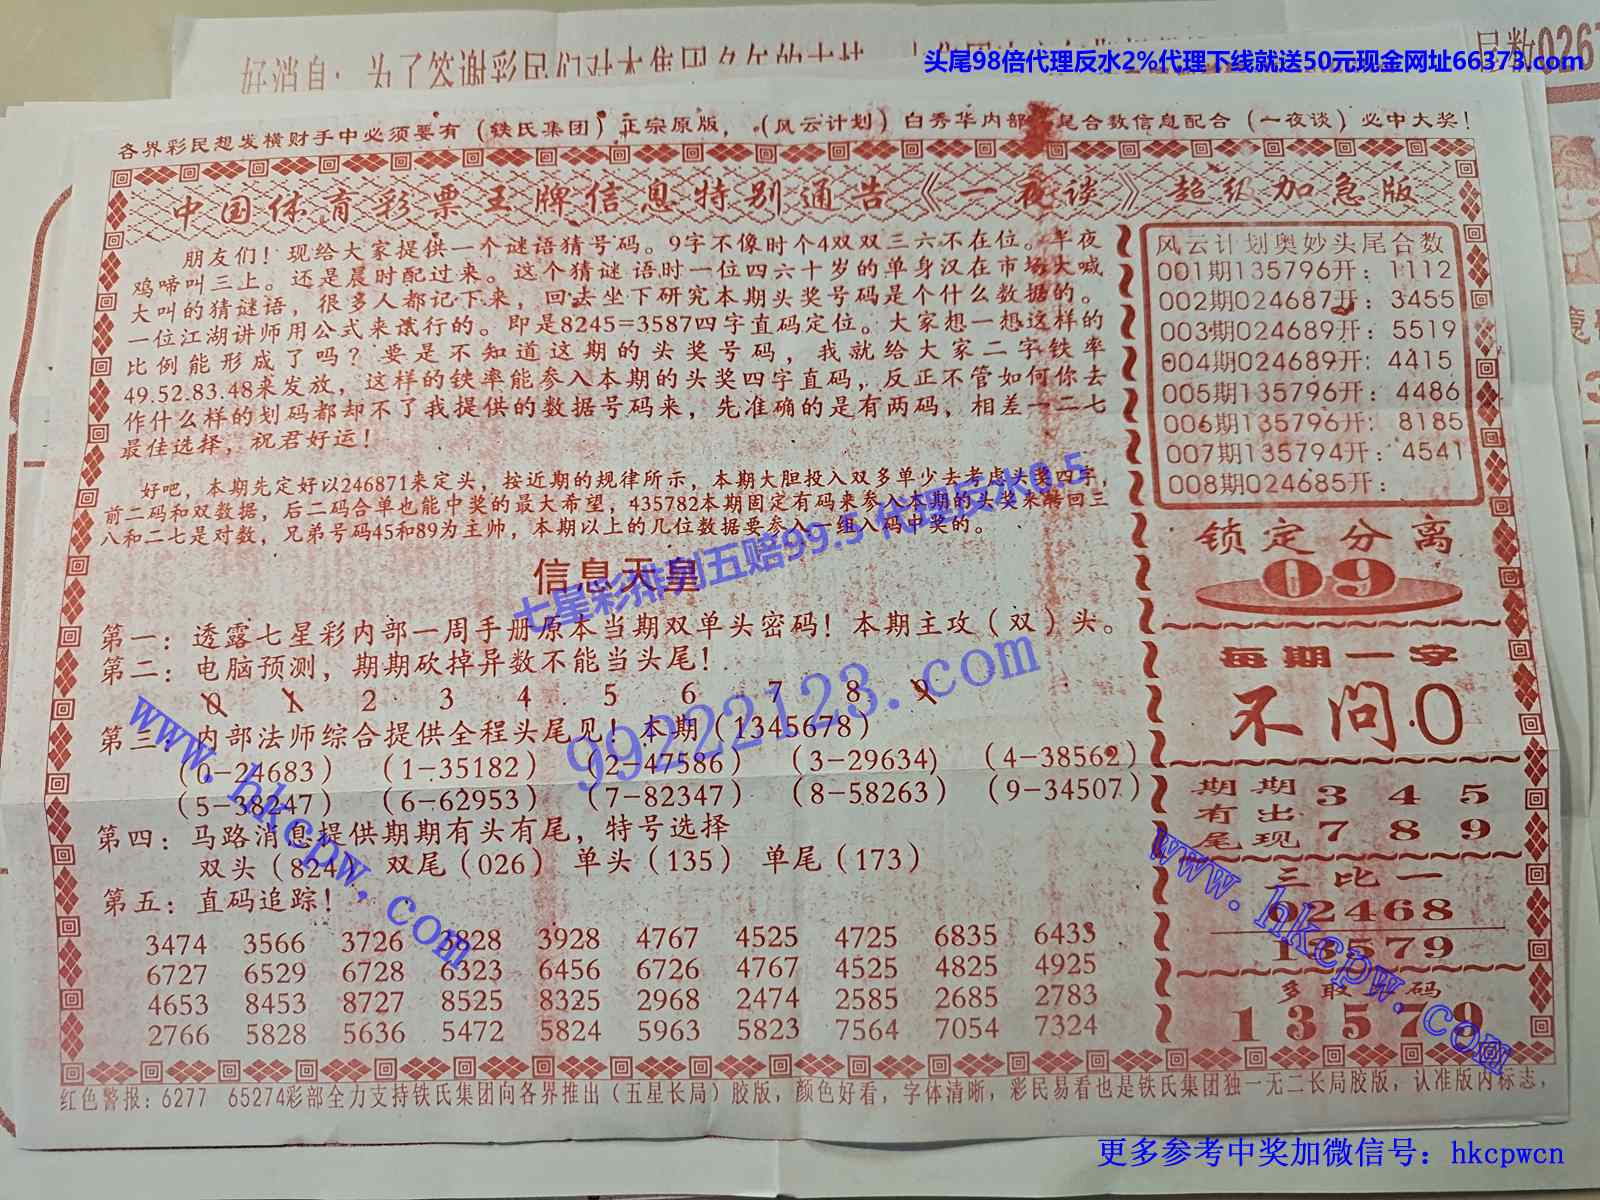 头尾98倍代理反水2%代理下线就送50元现金网址66373.com
好消息：为了答谢彩民们对本集团多年的支持
各界彩民想发横财手中必须要有（铁氏集团）正宗原版，（风云计划）白秀华内部 尾合数信息配合（一夜谈）必中大奖！
中国体育彩票王牌信息特别通告《一夜谈》超级加急版
朋友们！现给大家提供一个谜语猜号码。9字不像时个4双双三六不在位。半夜
鸡啼叫三上。还是晨时配过来。这个猜谜语时一位四六十岁的单身汉在市场大喊
大叫的猜谜语，很多人都记下来，回去坐下研究本期头奖号码是个什么数据的。
一位江湖讲师用公式来试行的。即是8245=3587四字直码定位。大家想一想这样的
比例能形成了吗？要是不知道这期的头奖号码，我就给大家二字铁率
49.52.83.48来发放，这样的铁率能参入本期的头奖四字直码，反正不管如何你去
作什么样的划码都却不了我提供的数据号码来，先准确的是有两码，相差一二七
最佳选择，祝君好运！
好吧，本期先定好以246871来定头，按近期的规律所示，本期大胆投入双多单少去考虑头奖四字，
前二码和双数据，后二码合单也能中奖的最大希望，435782本期固定有码来参入本期的头奖来转回三
八和二七是对数，兄弟号码45和89为主帅，本期以上的几位数据要参入一组入码中奖的。
信息天皇
七星彩排列五赔99.5 代理反水0.5
第一：透露七星彩内部一周手册原本当期双单头密码！本期主攻（双）头。
第二：电脑预测，期期砍掉异数不能当头尾！
0 1 2 3 4 5 6 7 8 9
第三：内部法师综合提供全程头尾见！本期（1345678）
（0-24683）（1-35182）（2-47586）（3-29634）（4-38562）
（5-38247）（6-62953）（7-82347）（8-58263）（9-34507）
第四：马路消息提供期期有头有尾，特号选择
双头（824）双尾（026）单头（135）单尾（173）
第五：直码追踪！
3474 3566 3726 3828 3928 4767 4525 4725 6835 6433
6727 6529 6728 6323 6456 6726 4767 4525 4825 4925
4653 8453 8727 8525 8325 2968 2474 2585 2685 2783
2766 5828 5636 5472 5824 5963 5823 7564 7054 7324
风云计划奥妙头尾合数
001期135796开：1112
002期024687开：3455
003期024689开：5519
004期024689开：4415
005期135796开：4486
006期135796开：8185
007期135794开：4541
008期024685开：
锁定分离
09
每期一字
不问0
期期 3 4 5
有出
尾现 7 8 9
三比一
02468
13579
多取 码
13579
www.hkcpw.com
99222123.com
www.hkcpw.com
红色警报：6277 65274彩部全力支持铁氏集团向各界推出（五星长局）胶版，颜色好看，字体清晰，彩民易看也是铁氏集团独一无二长局胶版，认准版内标志，
更多参考中奖加微信号：hkcpwcn